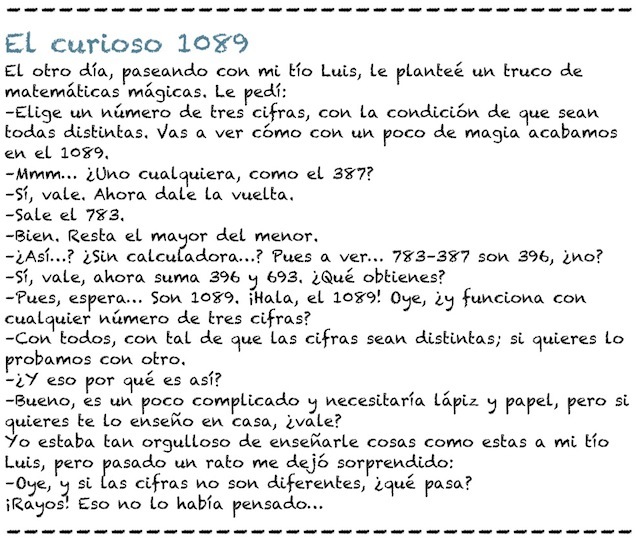 El curioso 1089
El otro día, paseando con mi tío Luis, le planteé un truco de
matemáticas mágicas. Le pedí:
-Elige un número de tres cifras, con la condición de que sean
todas distintas. Vas a ver cómo con un poco de magia acabamos
en el 1089.
-Mmm... ¿Uno cualquiera, como el 387?
-Sí, vale. Ahora dale la vuelta.
-Sale el 783.
-Bien. Resta el mayor del menor.
-¿Así...? ¿Sin calculadora...? Pues a ver... 783-387 son 396, ¿no?
-Sí, vale, ahora suma 396 y 693. ¿Qué obtienes?
-Pues, espera... Son 1089. ¡Hala, el 1089! Oye, ¿y funciona con
cualquier número de tres cifras?
-Con todos, con tal de que las cifras sean distintas; si quieres lo
probamos con otro.
-¿Y eso por qué es así?
-Bueno, es un poco complicado y necesitaría lápiz y papel, pero si
quieres te lo enseño en casa, ¿vale?
Yo estaba tan orgulloso de enseñarle cosas como estas a mi tío
Luis, pero pasado un rato me dejó sorprendido:
-Oye, y si las cifras no son diferentes, ¿qué pasa?
¡Rayos! Eso no lo había pensado...